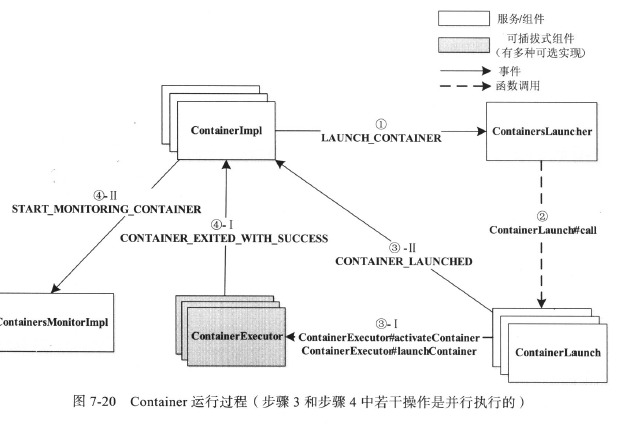 服务/组件
可插拔式组件
(有多种可选实现)
事件
函数调用
ContainerImpl
①
LAUNCH_CONTAINER
ContainersLauncher
④-Ⅱ
START_MONITORING_CONTAINER
④-Ⅰ
CONTAINER_EXITED_WITH_SUCCESS
②
ContainerLaunch#call
③-Ⅱ
CONTAINER_LAUNCHED
ContainersMonitorImpl
ContainerExecutor
③-Ⅰ
ContainerExecutor#activateContainer
ContainerExecutor#launchContainer
ContainerLaunch
图 7-20 Container 运行过程(步骤 3 和步骤 4 中若干操作是并行执行的)